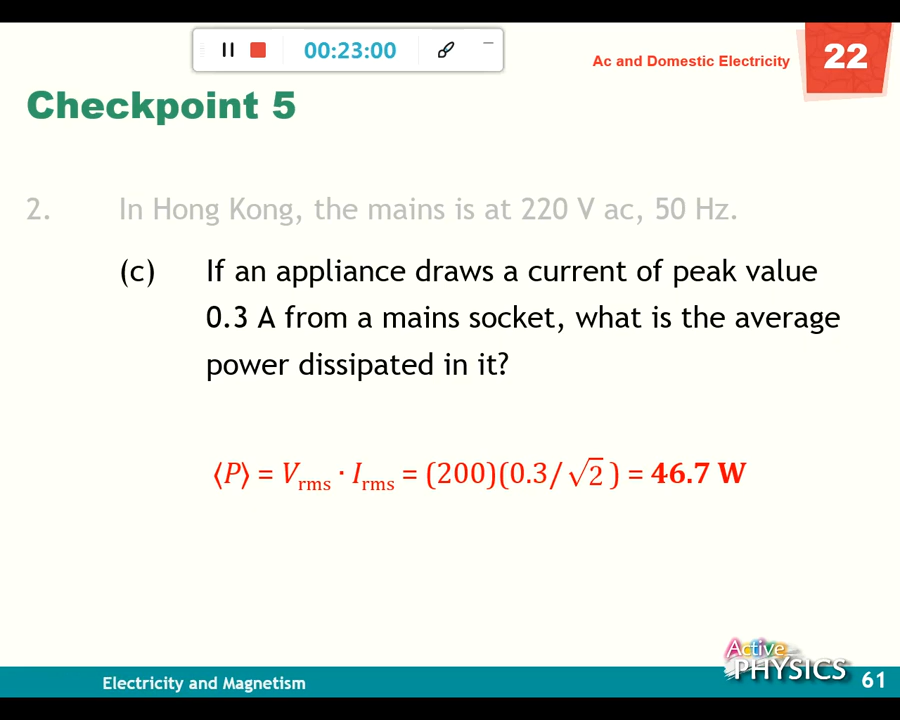 00:23:00
Ac and Domestic Electricity
22
Checkpoint 5
2. In Hong Kong, the mains is at 220 V ac, 50 Hz.
(c) If an appliance draws a current of peak value
0.3 A from a mains socket, what is the average
power dissipated in it?
⟨P⟩ = Vrms · Irms = (200)(0.3/√2) = 46.7 W
Active
PHYSICS
Electricity and Magnetism
61